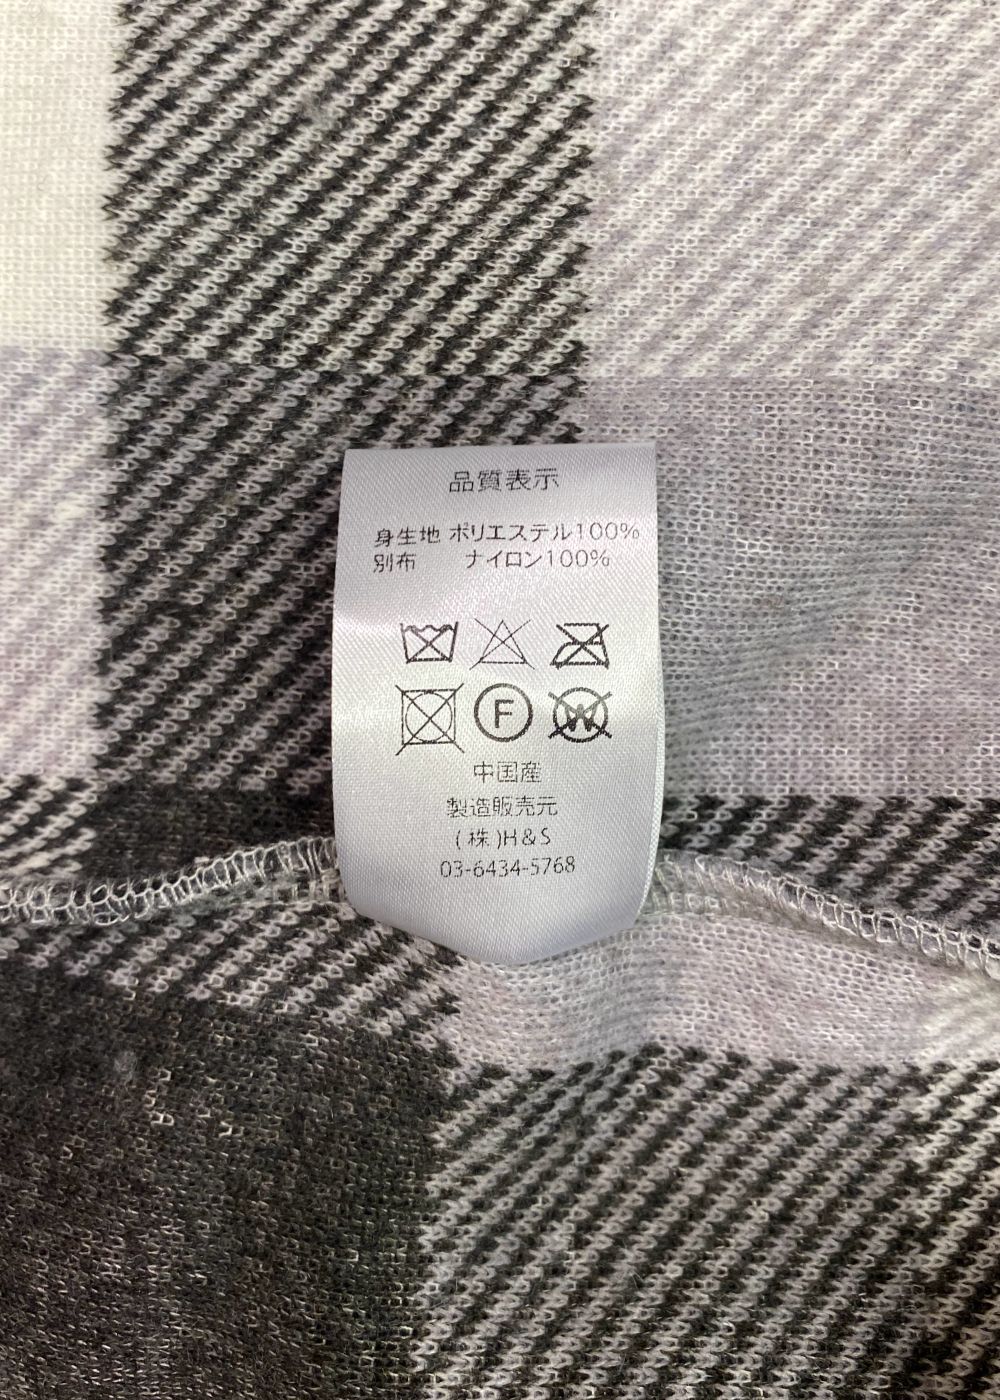 品質表示
身生地 ポリエステル100%
別布 ナイロン100%
F
W
中国産
製造販売元
(株)H&S
03-6434-5768